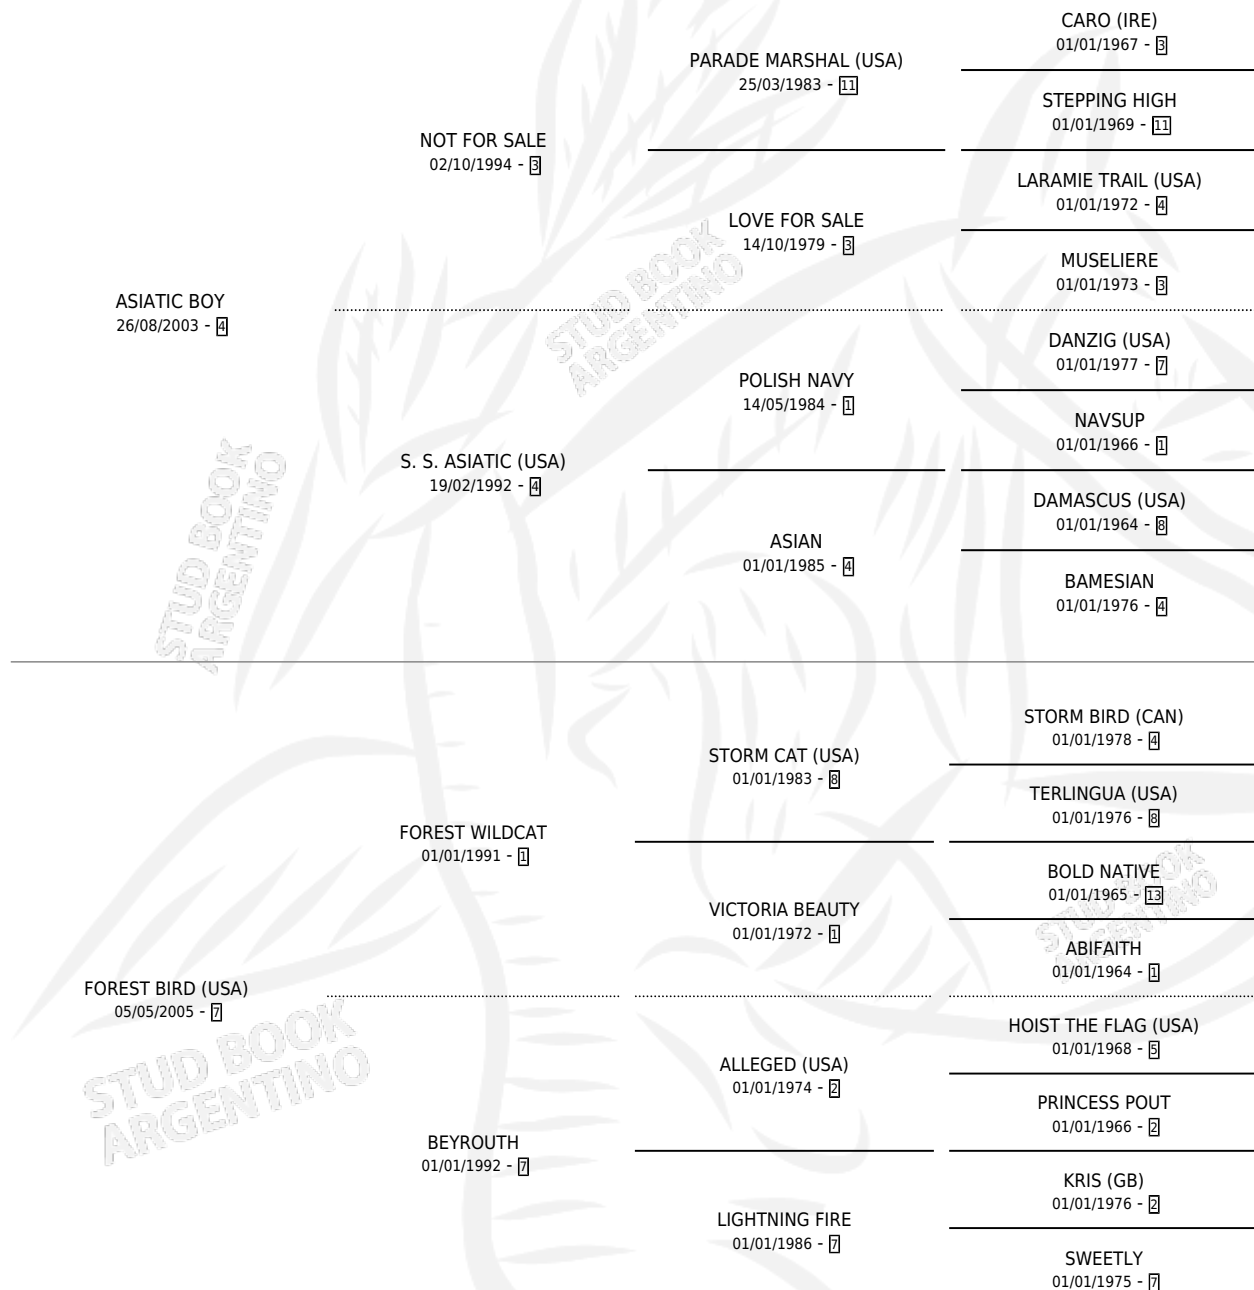 CARO (IRE)
01/01/1967 - 3
PARADE MARSHAL (USA)
25/03/1983 - 11
STEPPING HIGH
01/01/1969 - 11
NOT FOR SALE
02/10/1994 - 3
LARAMIE TRAIL (USA)
01/01/1972 - 4
LOVE FOR SALE
14/10/1979 - 3
MUSELIERE
01/01/1973 - 3
ASIATIC BOY
26/08/2003 - 4
DANZIG (USA)
01/01/1977 - 7
POLISH NAVY
14/05/1984 - 1
NAVSUP
01/01/1966 - 1
S. S. ASIATIC (USA)
19/02/1992 - 4
DAMASCUS (USA)
01/01/1964 - 8
ASIAN
01/01/1985 - 4
BAMESIAN
01/01/1976 - 4
STORM BIRD (CAN)
01/01/1978 - 4
STORM CAT (USA)
01/01/1983 - 8
TERLINGUA (USA)
01/01/1976 - 8
FOREST WILDCAT
01/01/1991 - 1
BOLD NATIVE
01/01/1965 - 13
VICTORIA BEAUTY
01/01/1972 - 1
ABIFAITH
01/01/1964 - 1
FOREST BIRD (USA)
05/05/2005 - 7
HOIST THE FLAG (USA)
01/01/1968 - 5
ALLEGED (USA)
01/01/1974 - 2
PRINCESS POUT
01/01/1966 - 2
BEYROUTH
01/01/1992 - 7
KRIS (GB)
01/01/1976 - 2
LIGHTNING FIRE
01/01/1986 - 7
SWEETLY
01/01/1975 - 7
STUD BOOK
ARGENTINO
STUD BOOK
ARGENTINO
STUD BOOK
ARGENTINO
STUD BOOK
ARGENTINO